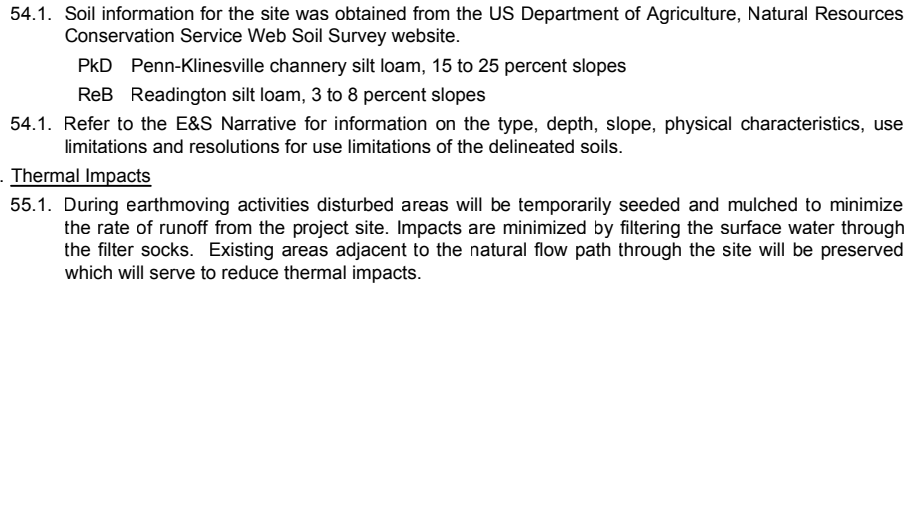 54.1. Soil information for the site was obtained from the US Department of Agriculture, Natural Resources
Conservation Service Web Soil Survey website.
PkD Penn-Klinesville channery silt loam, 15 to 25 percent slopes
ReB Readington silt loam, 3 to 8 percent slopes
54.1. Refer to the E&S Narrative for information on the type, depth, slope, physical characteristics, use
limitations and resolutions for use limitations of the delineated soils.
. Thermal Impacts
55.1. During earthmoving activities disturbed areas will be temporarily seeded and mulched to minimize
the rate of runoff from the project site. Impacts are minimized by filtering the surface water through
the filter socks. Existing areas adjacent to the natural flow path through the site will be preserved
which will serve to reduce thermal impacts.